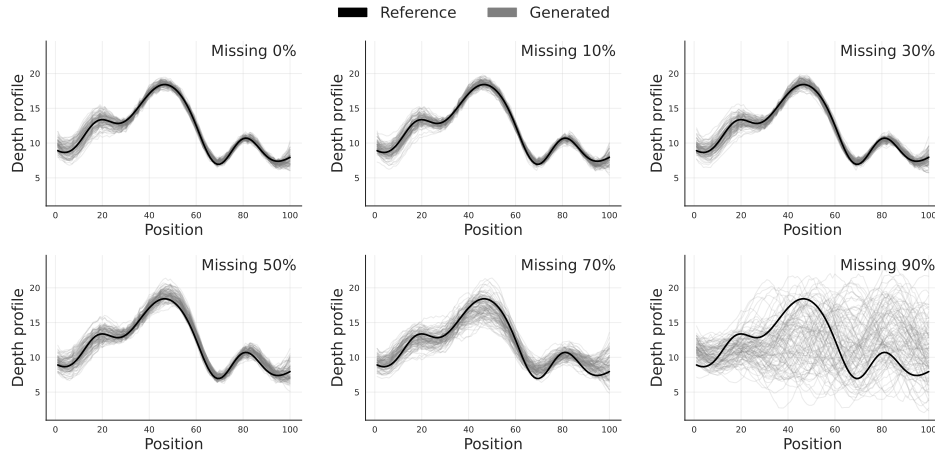 Reference Generated
Missing 0%
Depth profile
20
15
10
5
0 20 40 60 80 100
Position
Missing 10%
Depth profile
20
15
10
5
0 20 40 60 80 100
Position
Missing 30%
Depth profile
20
15
10
5
0 20 40 60 80 100
Position
Missing 50%
Depth profile
20
15
10
5
0 20 40 60 80 100
Position
Missing 70%
Depth profile
20
15
10
5
0 20 40 60 80 100
Position
Missing 90%
Depth profile
20
15
10
5
0 20 40 60 80 100
Position